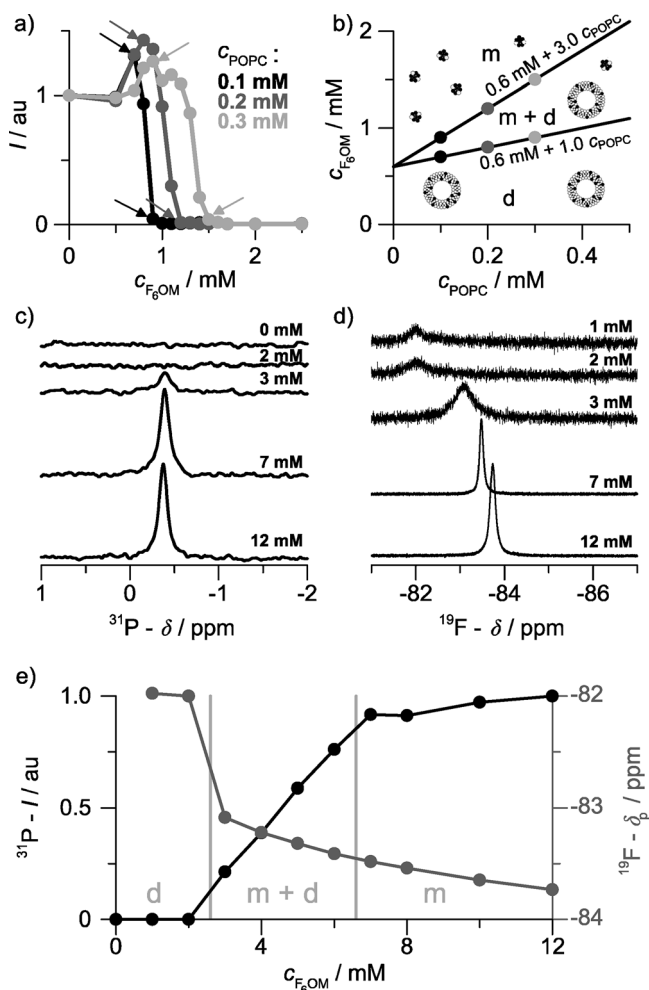 a)
I / au
1
0
0
1
2
c_F₆OM / mM
c_POPC :
0.1 mM
0.2 mM
0.3 mM
b)
c_F₆OM / mM
2
1
0
0
0.2
0.4
c_POPC / mM
m
0.6 mM + 3.0 c_POPC
m + d
0.6 mM + 1.0 c_POPC
d
c)
0 mM
2 mM
3 mM
7 mM
12 mM
1
0
-1
-2
³¹P - δ / ppm
d)
1 mM
2 mM
3 mM
7 mM
12 mM
-82
-84
-86
¹⁹F - δ / ppm
e)
³¹P - I / au
1.0
0.5
0
d
m + d
m
-82
-83
-84
¹⁹F - δ_p / ppm
0
4
8
12
c_F₆OM / mM